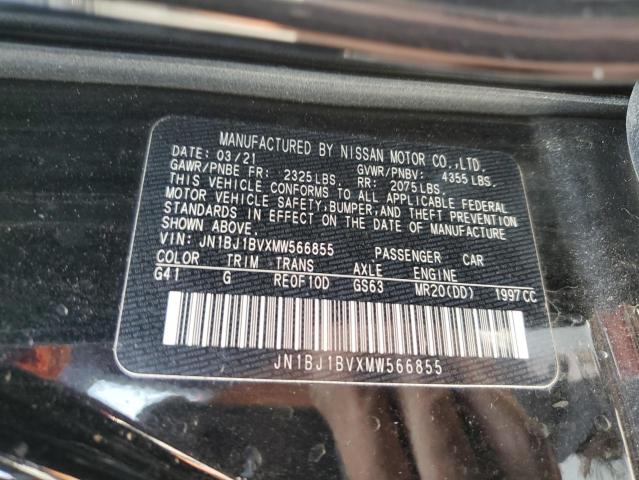 MANUFACTURED BY NISSAN MOTOR CO.,LTD.
DATE: 03/21 GVWR/PNBV: 4355 LBS.
GAWR/PNBE FR: 2325 LBS. RR: 2075 LBS.
THIS VEHICLE CONFORMS TO ALL APPLICABLE FEDERAL
MOTOR VEHICLE SAFETY,BUMPER,AND THEFT PREVENTION
STANDARDS IN EFFECT ON THE DATE OF MANUFACTURE
SHOWN ABOVE.
VIN: JN1BJ1BVXMW566855 PASSENGER CAR
COLOR TRIM TRANS AXLE ENGINE
G41 G RE0F10D GS63 MR20(DD) 1997CC
JN1BJ1BVXMW566855